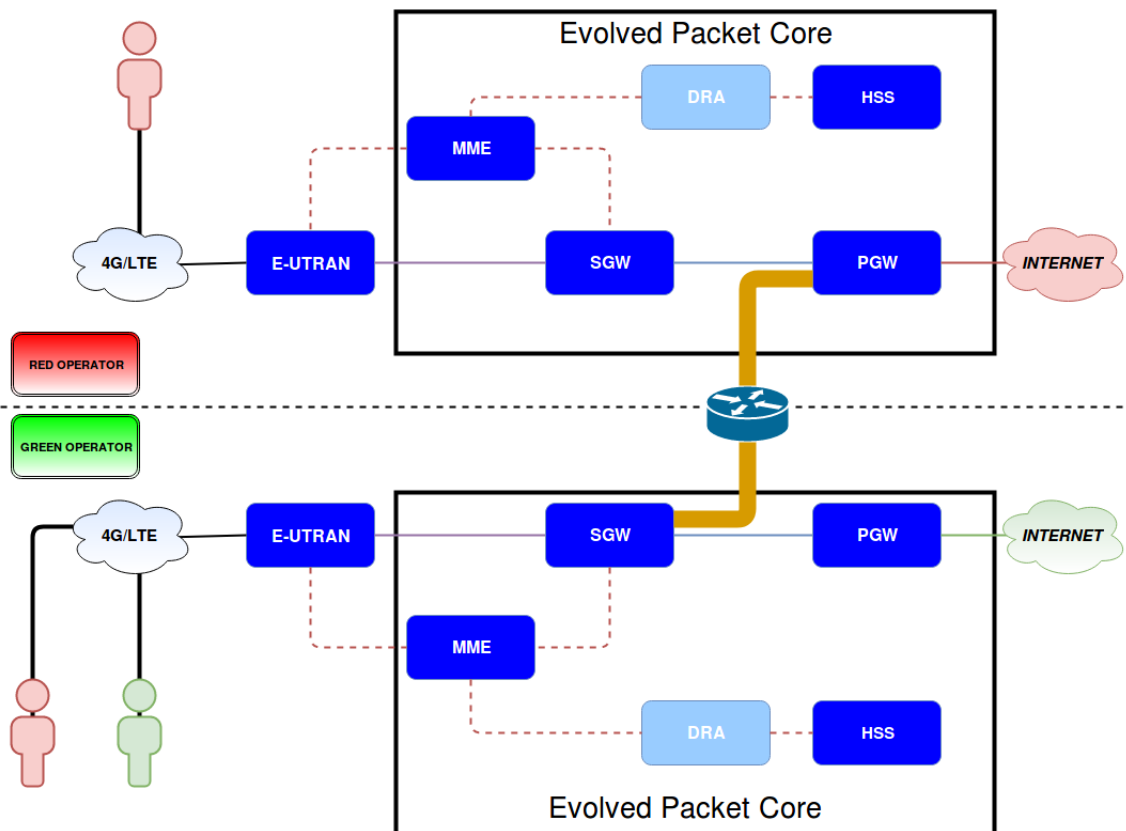 Evolved Packet Core
DRA
HSS
MME
4G/LTE
E-UTRAN
SGW
PGW
INTERNET
RED OPERATOR
GREEN OPERATOR
4G/LTE
E-UTRAN
SGW
PGW
INTERNET
MME
DRA
HSS
Evolved Packet Core